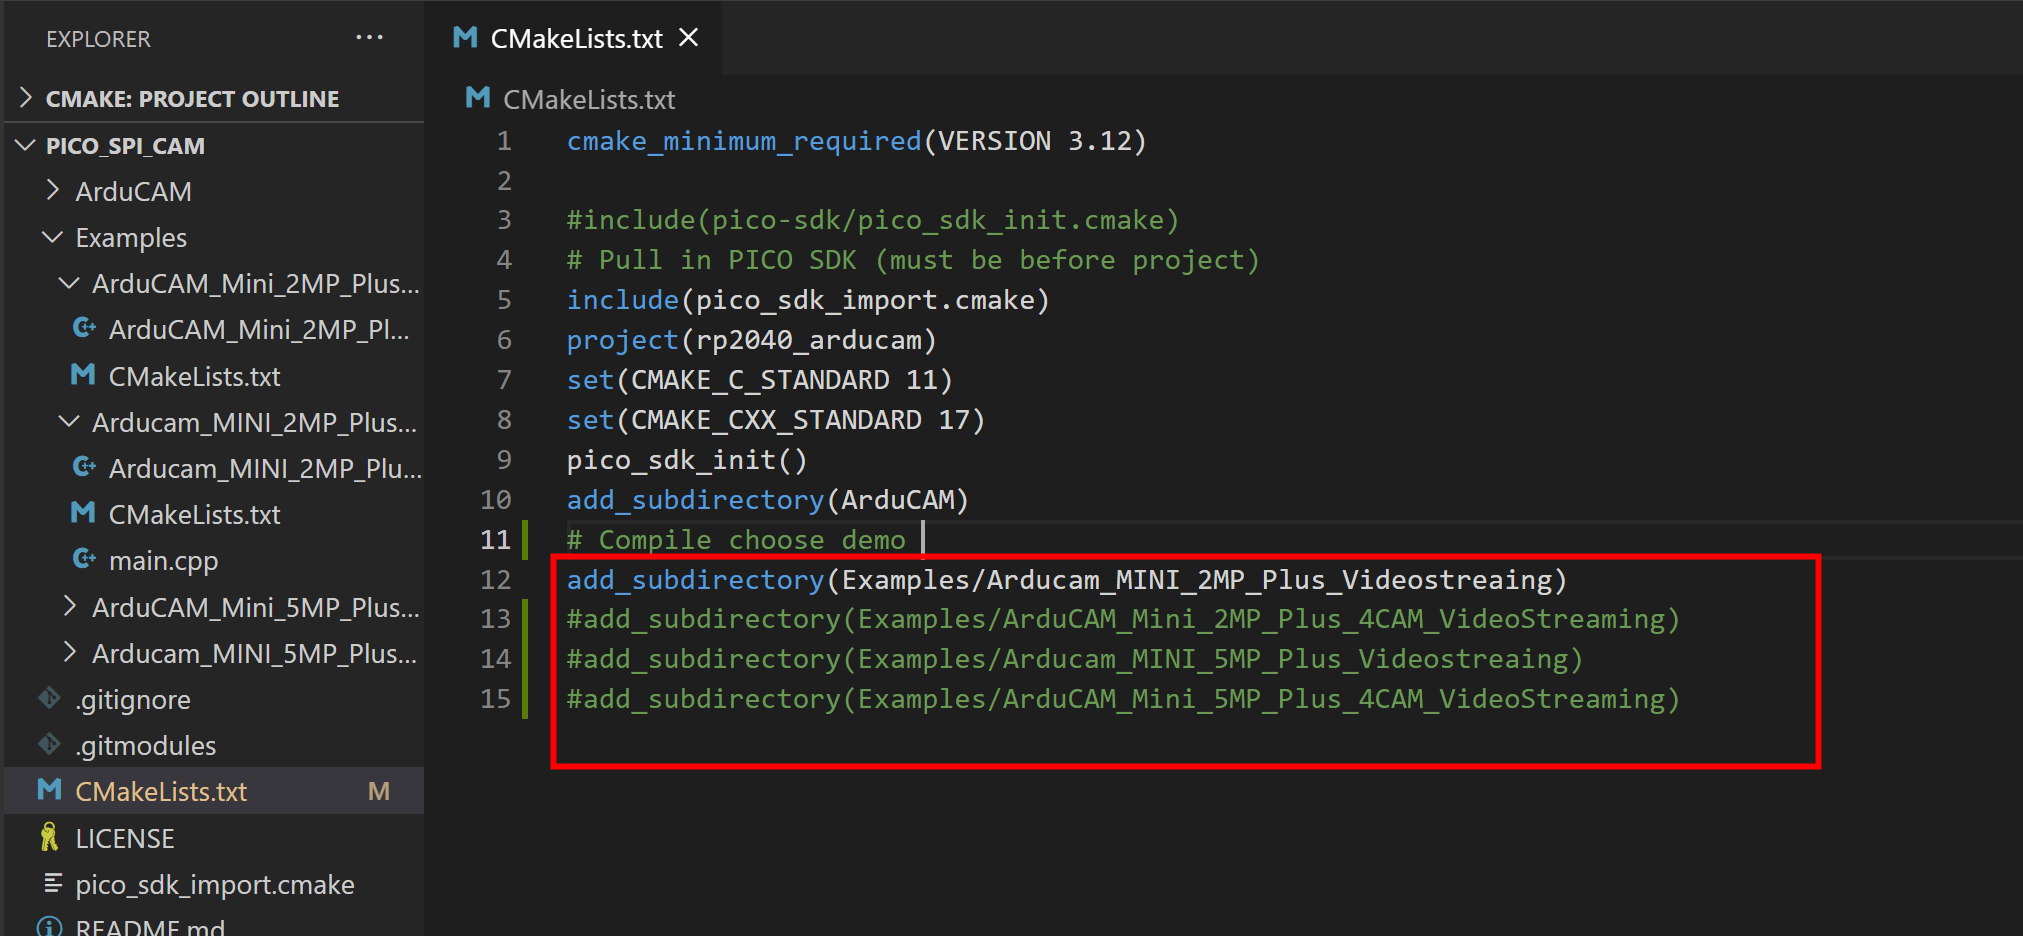 EXPLORER
···
CMAKE: PROJECT OUTLINE
PICO_SPI_CAM
ArduCAM
Examples
ArduCAM_Mini_2MP_Plus...
ArduCAM_Mini_2MP_Pl...
CMakeLists.txt
Arducam_MINI_2MP_Plus...
Arducam_MINI_2MP_Plu...
CMakeLists.txt
main.cpp
ArduCAM_Mini_5MP_Plus...
Arducam_MINI_5MP_Plus...
.gitignore
.gitmodules
CMakeLists.txt M
LICENSE
pico_sdk_import.cmake
README.md
CMakeLists.txt
CMakeLists.txt
1 cmake_minimum_required(VERSION 3.12)
2
3 #include(pico-sdk/pico_sdk_init.cmake)
4 # Pull in PICO SDK (must be before project)
5 include(pico_sdk_import.cmake)
6 project(rp2040_arducam)
7 set(CMAKE_C_STANDARD 11)
8 set(CMAKE_CXX_STANDARD 17)
9 pico_sdk_init()
10 add_subdirectory(ArduCAM)
11 # Compile choose demo
12 add_subdirectory(Examples/Arducam_MINI_2MP_Plus_Videostreaing)
13 #add_subdirectory(Examples/ArduCAM_Mini_2MP_Plus_4CAM_VideoStreaming)
14 #add_subdirectory(Examples/Arducam_MINI_5MP_Plus_Videostreaing)
15 #add_subdirectory(Examples/ArduCAM_Mini_5MP_Plus_4CAM_VideoStreaming)